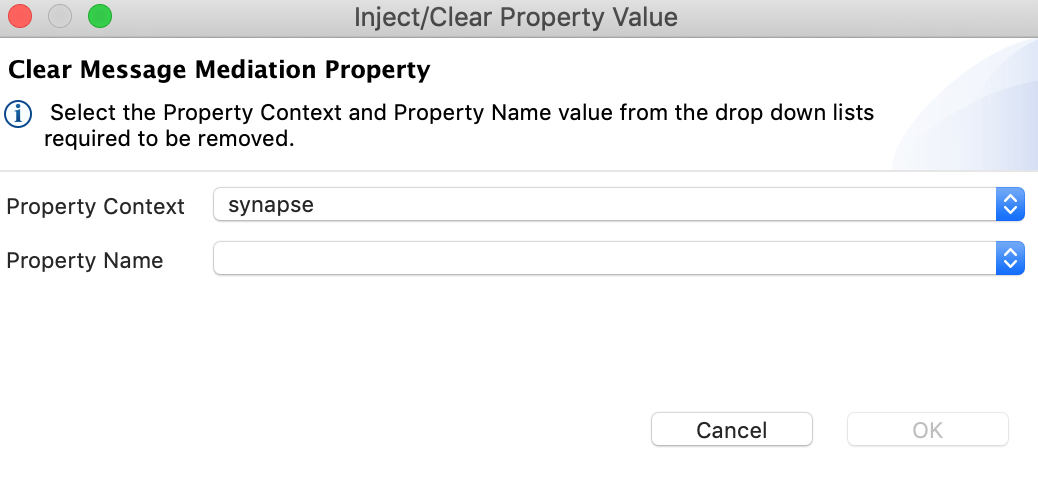 Inject/Clear Property Value
Clear Message Mediation Property
Select the Property Context and Property Name value from the drop down lists
required to be removed.
Property Context synapse
Property Name
Cancel OK